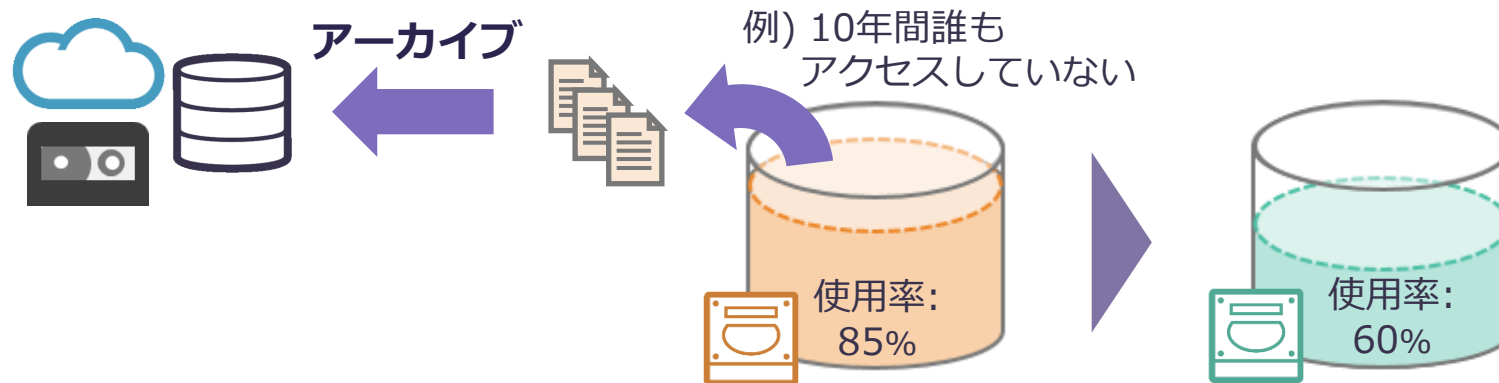 アーカイブ
例) 10年間誰も
アクセスしていない
使用率:
85%
使用率:
60%